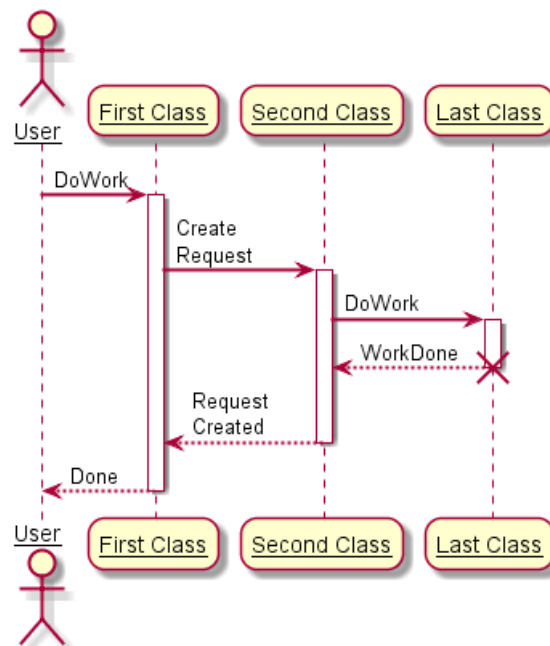 User
First Class
Second Class
Last Class
DoWork
Create
Request
DoWork
WorkDone
Request
Created
Done
User
First Class
Second Class
Last Class